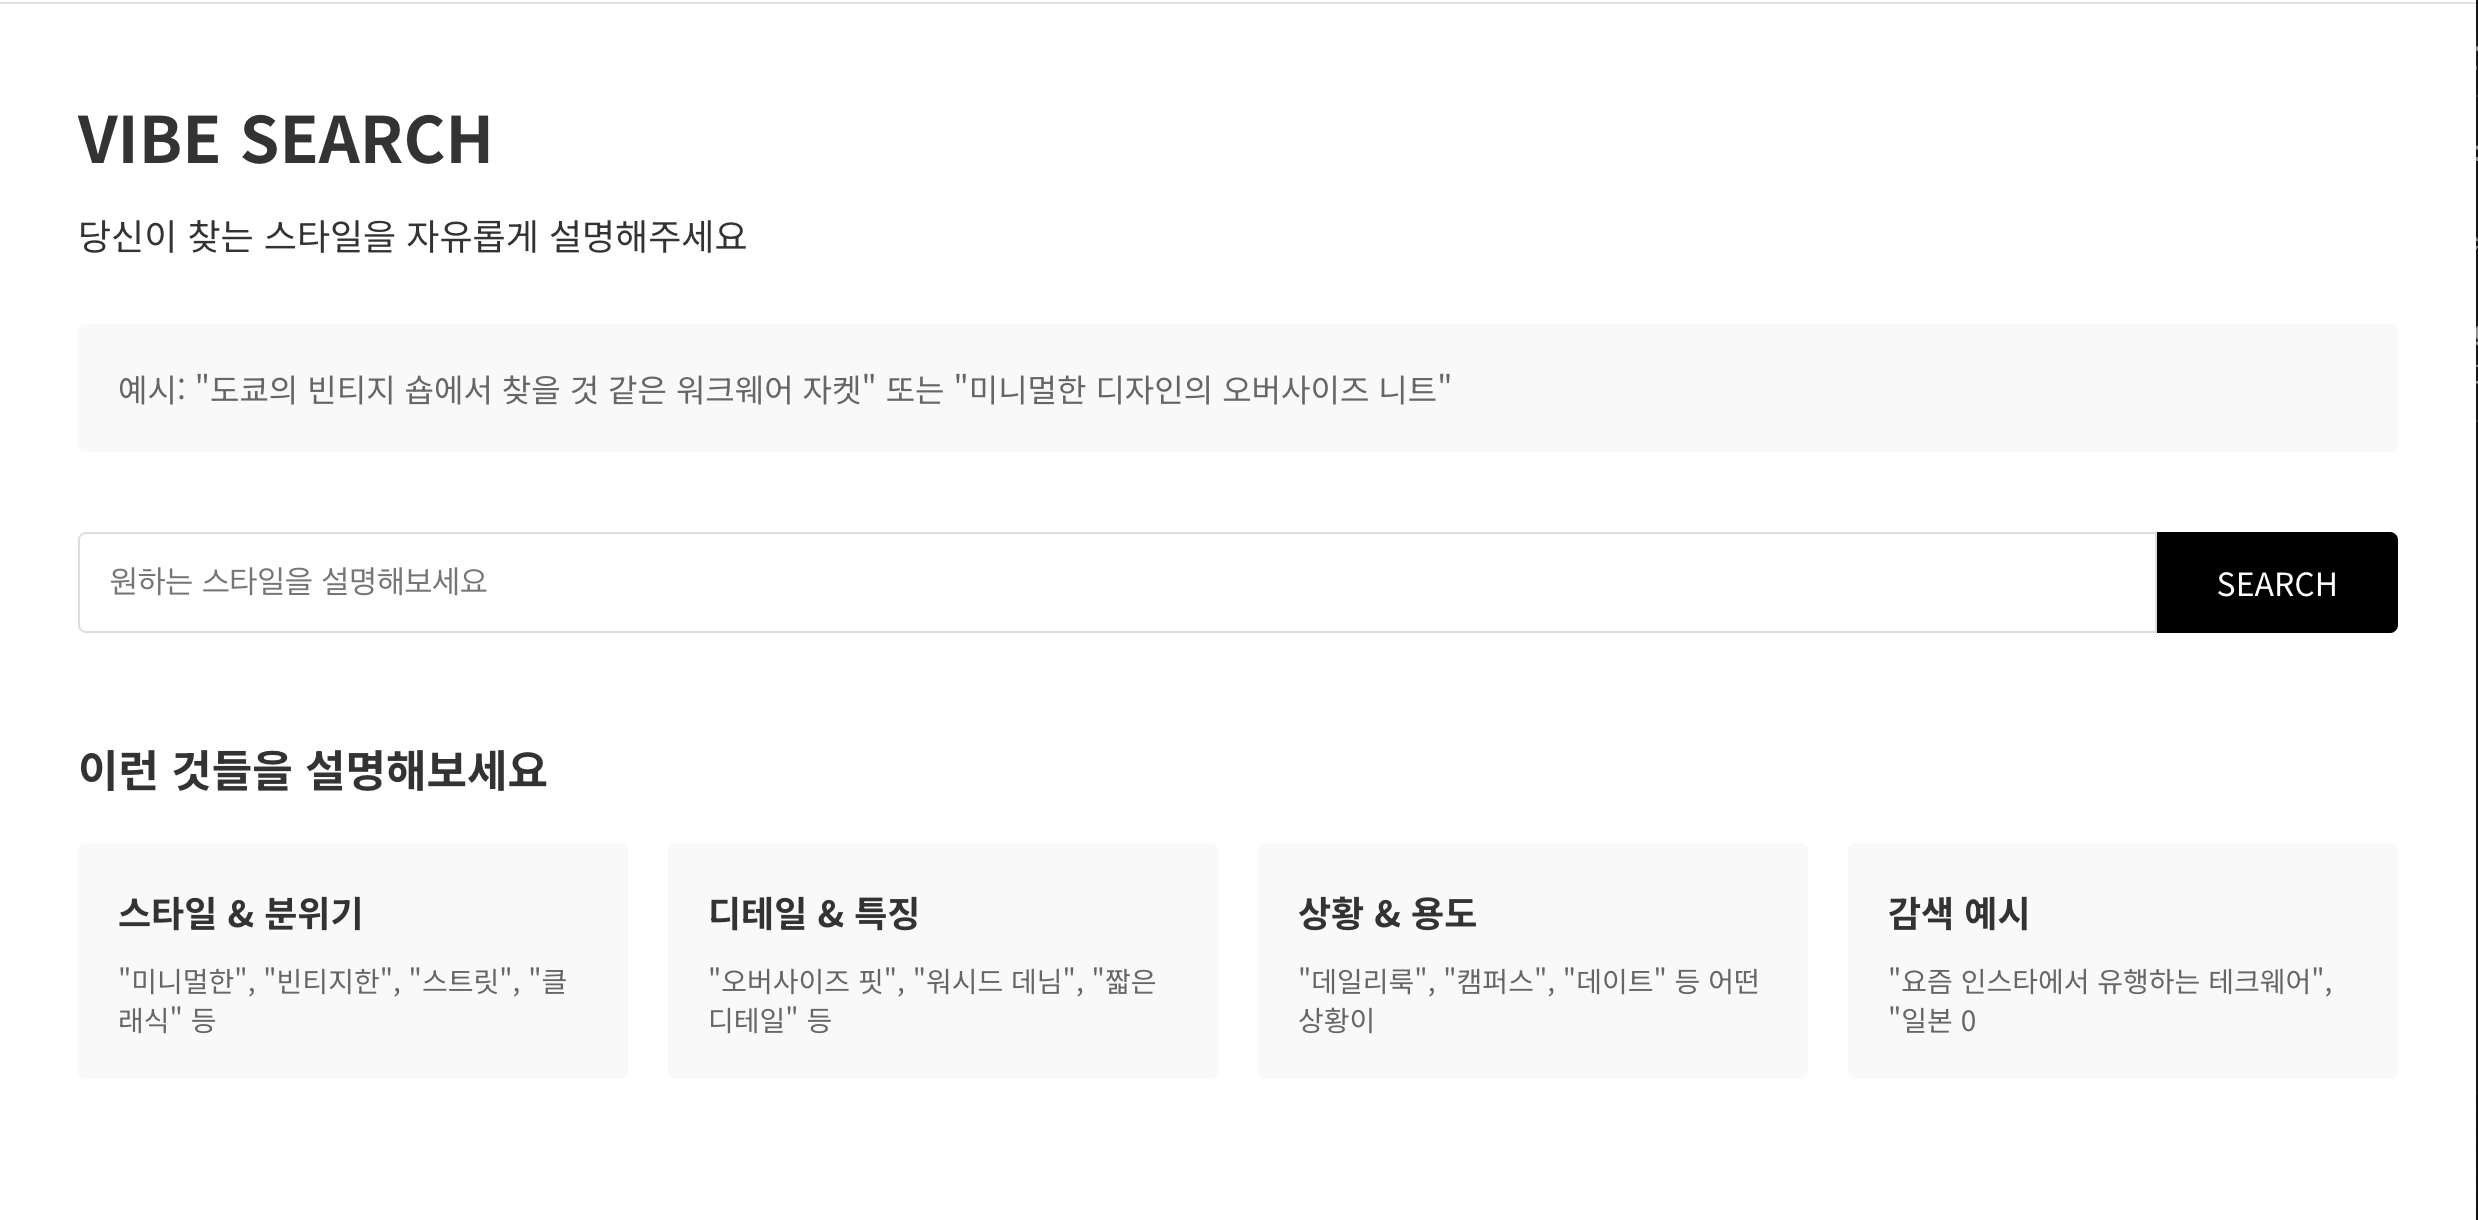 VIBE SEARCH
당신이 찾는 스타일을 자유롭게 설명해주세요
예시: "도쿄의 빈티지 숍에서 찾을 것 같은 워크웨어 자켓" 또는 "미니멀한 디자인의 오버사이즈 니트"
원하는 스타일을 설명해보세요
SEARCH
이런 것들을 설명해보세요
스타일 & 분위기
"미니멀한", "빈티지한", "스트릿", "클
래식" 등
디테일 & 특징
"오버사이즈 핏", "워시드 데님", "짧은
디테일" 등
상황 & 용도
"데일리룩", "캠퍼스", "데이트" 등 어떤
상황이
감색 예시
"요즘 인스타에서 유행하는 테크웨어",
"일본 0